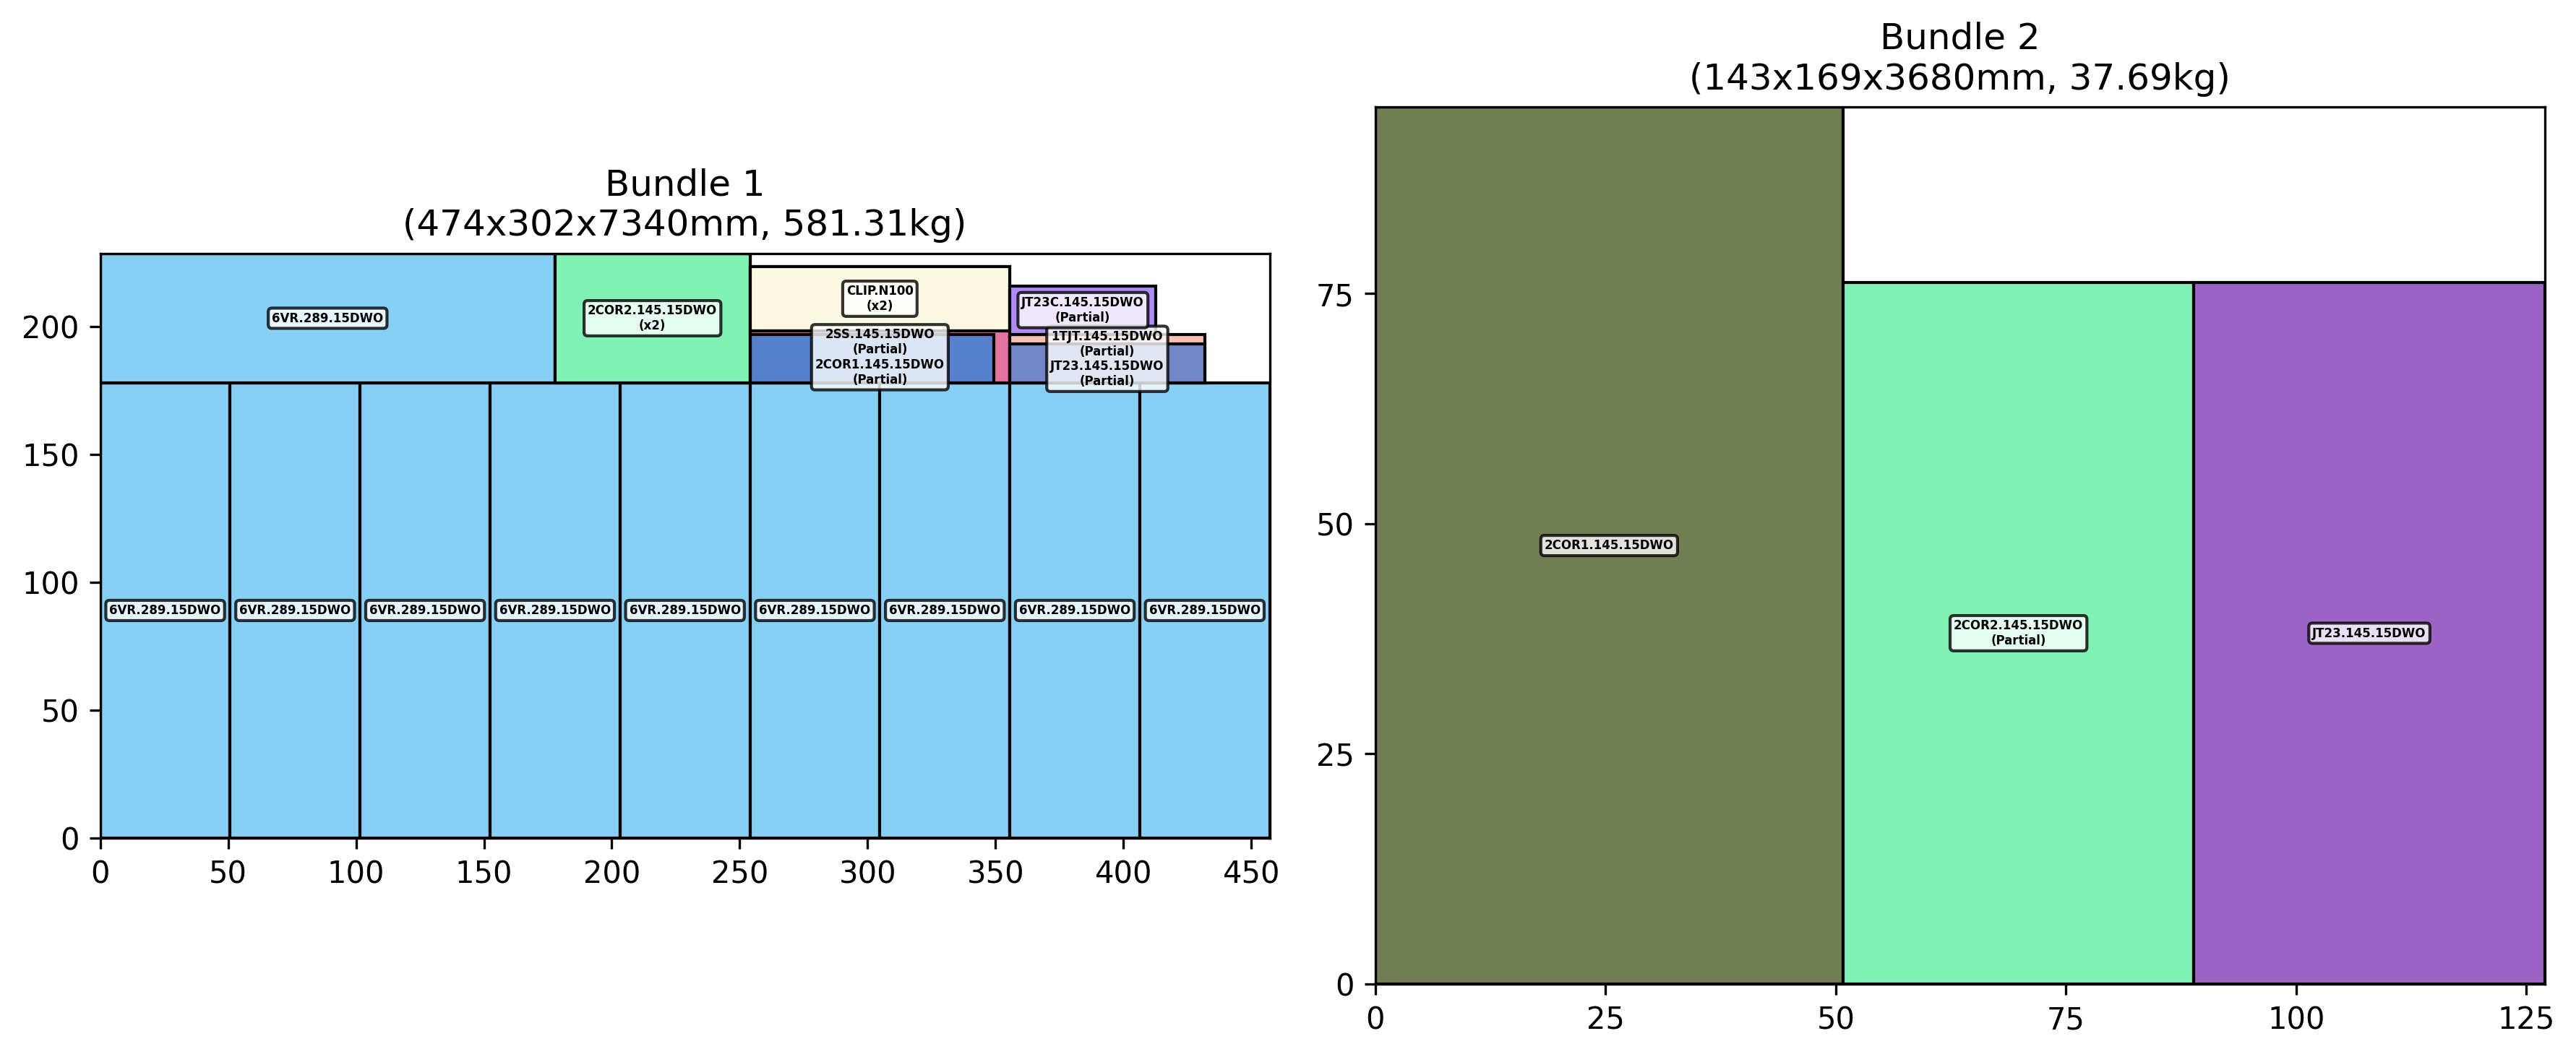 Bundle 1
(474x302x7340mm, 581.31kg)
6VR.289.15DWO
2COR2.145.15DWO
(x2)
CLIP.N100
(x2)
JT23C.145.15DWO
(Partial)
2SS.145.15DWO
(Partial)
2COR1.145.15DWO
(Partial)
1TJT.145.15DWO
(Partial)
JT23.145.15DWO
(Partial)
6VR.289.15DWO 6VR.289.15DWO 6VR.289.15DWO 6VR.289.15DWO 6VR.289.15DWO 6VR.289.15DWO 6VR.289.15DWO 6VR.289.15DWO 6VR.289.15DWO
200
150
100
50
0
0 50 100 150 200 250 300 350 400 450
Bundle 2
(143x169x3680mm, 37.69kg)
2COR1.145.15DWO
2COR2.145.15DWO
(Partial)
JT23.145.15DWO
75
50
25
0
0 25 50 75 100 125